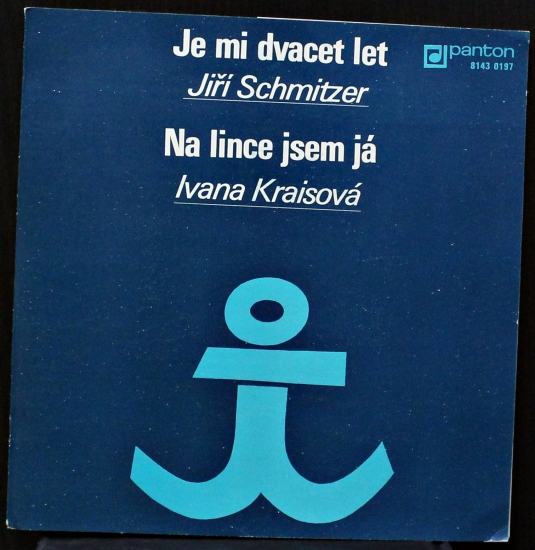 Je mi dvacet let
Jiří Schmitzer
Na lince jsem já
Ivana Kraisová
panton
8143 0197